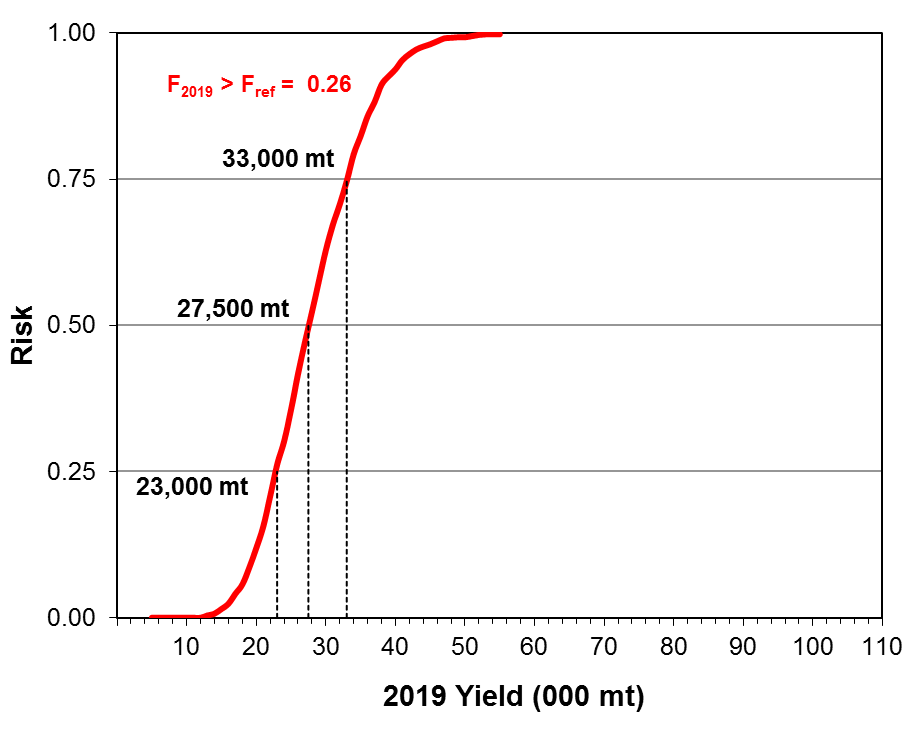 1.00
F2019 > Fref = 0.26
33,000 mt
0.75
27,500 mt
0.50
Risk
0.25
23,000 mt
0.00
10 20 30 40 50 60 70 80 90 100 110
2019 Yield (000 mt)